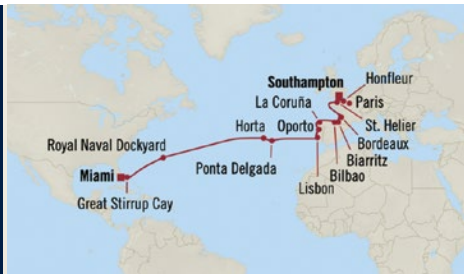 Honfleur
Southampton
Paris
La Coruña
St. Helier
Horta
Oporto
Bordeaux
Royal Naval Dockyard
Biarritz
Ponta Delgada
Bilbao
Miami
Lisbon
Great Stirrup Cay